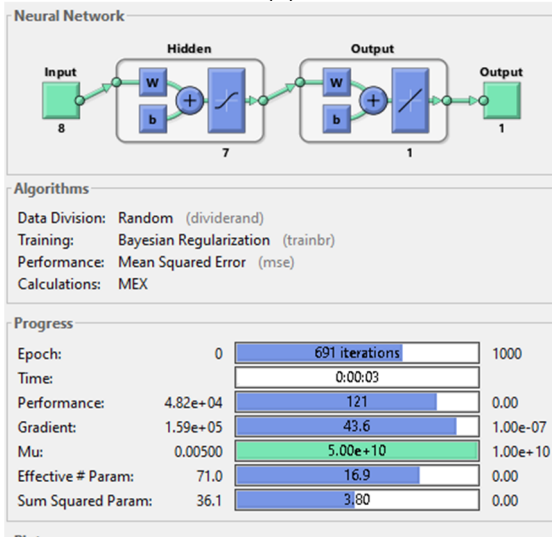 Neural Network
Hidden Output
Input Output
W W
b b
8 7 1 1
Algorithms
Data Division: Random (dividerand)
Training: Bayesian Regularization (trainbr)
Performance: Mean Squared Error (mse)
Calculations: MEX
Progress
Epoch: 0 691 iterations 1000
Time: 0:00:03
Performance: 4.82e+04 121 0.00
Gradient: 1.59e+05 43.6 1.00e-07
Mu: 0.00500 5.00e+10 1.00e+10
Effective # Param: 71.0 16.9 0.00
Sum Squared Param: 36.1 3.80 0.00